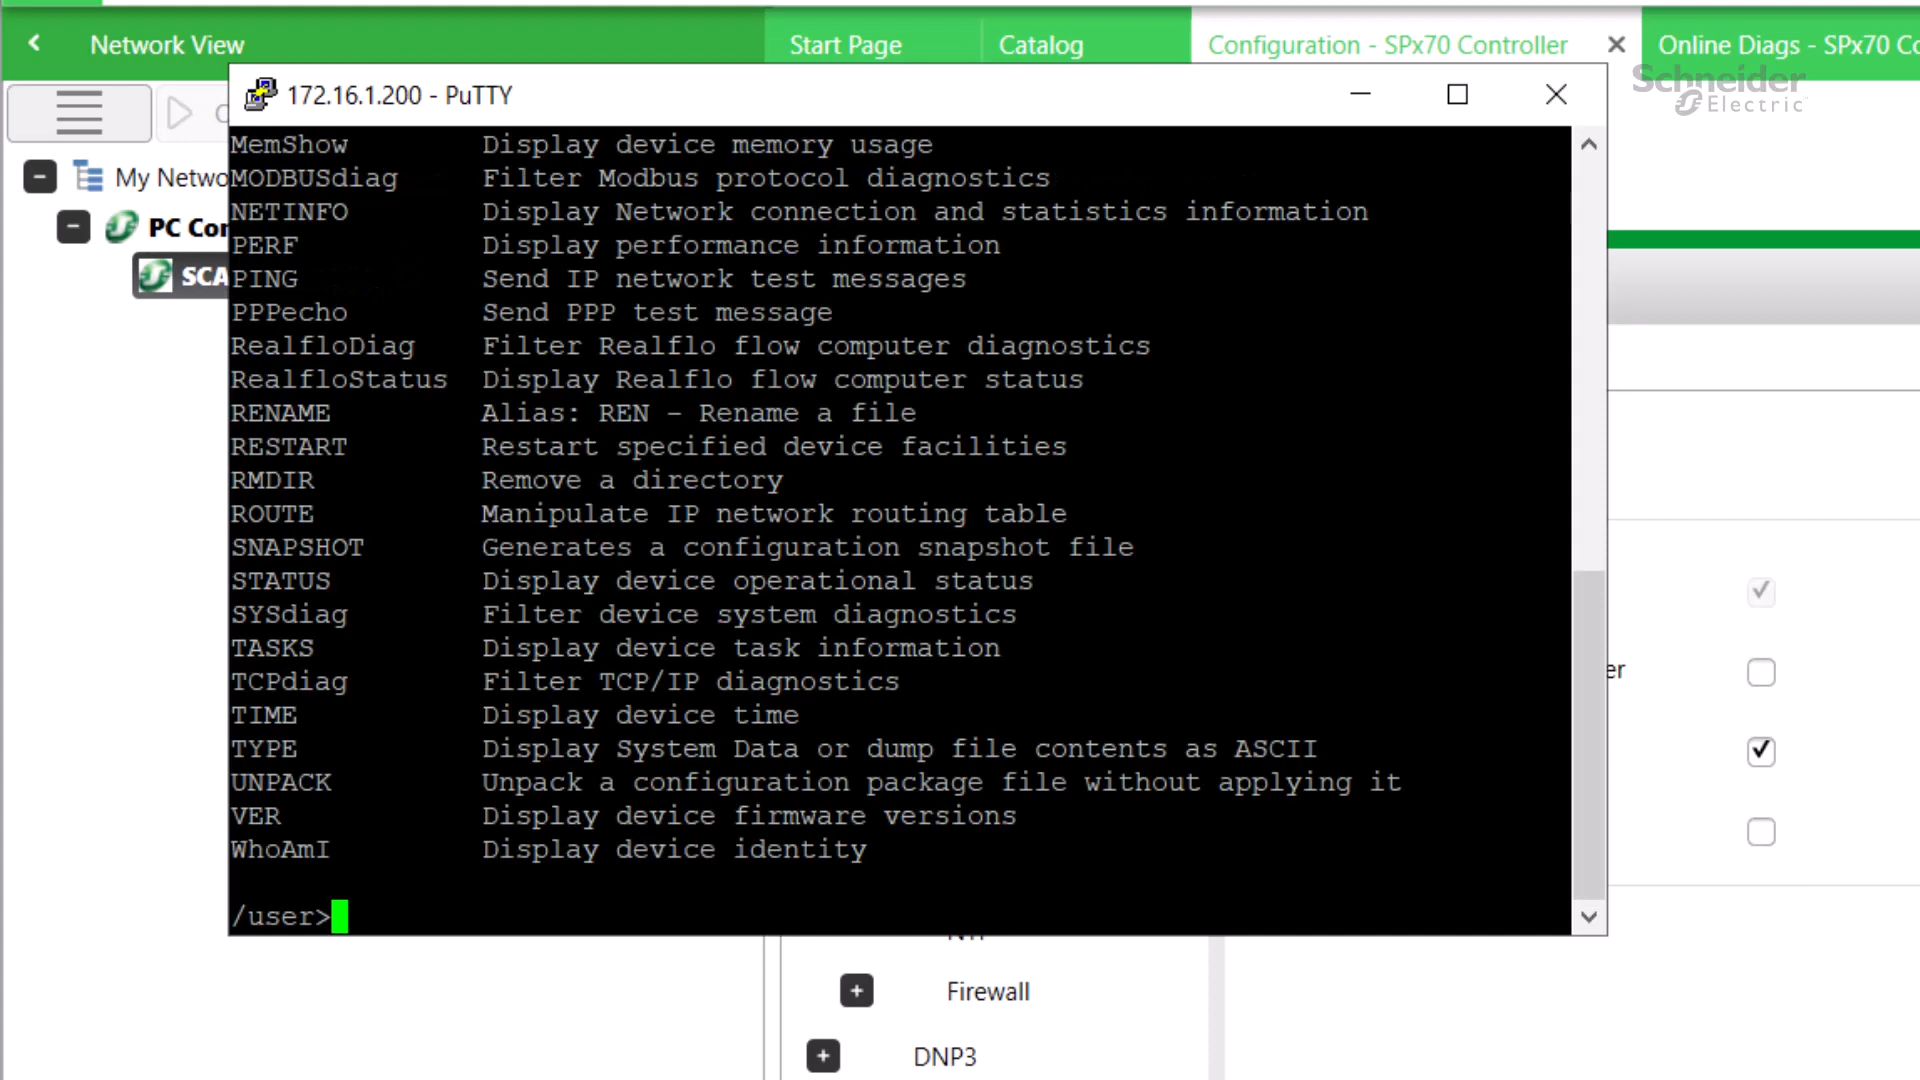 Network View
Start Page
Catalog
Configuration - SPx70 Controller
Online Diags - SPx70 Co
Schneider
Electric
172.16.1.200 - PuTTY
My Netwo
PC Con
SCA
MemShow Display device memory usage
MODBUSdiag Filter Modbus protocol diagnostics
NETINFO Display Network connection and statistics information
PERF Display performance information
PING Send IP network test messages
PPPecho Send PPP test message
RealfloDiag Filter Realflo flow computer diagnostics
RealfloStatus Display Realflo flow computer status
RENAME Alias: REN - Rename a file
RESTART Restart specified device facilities
RMDIR Remove a directory
ROUTE Manipulate IP network routing table
SNAPSHOT Generates a configuration snapshot file
STATUS Display device operational status
SYSdiag Filter device system diagnostics
TASKS Display device task information
TCPdiag Filter TCP/IP diagnostics
TIME Display device time
TYPE Display System Data or dump file contents as ASCII
UNPACK Unpack a configuration package file without applying it
VER Display device firmware versions
WhoAmI Display device identity
/user>
er
Firewall
DNP3